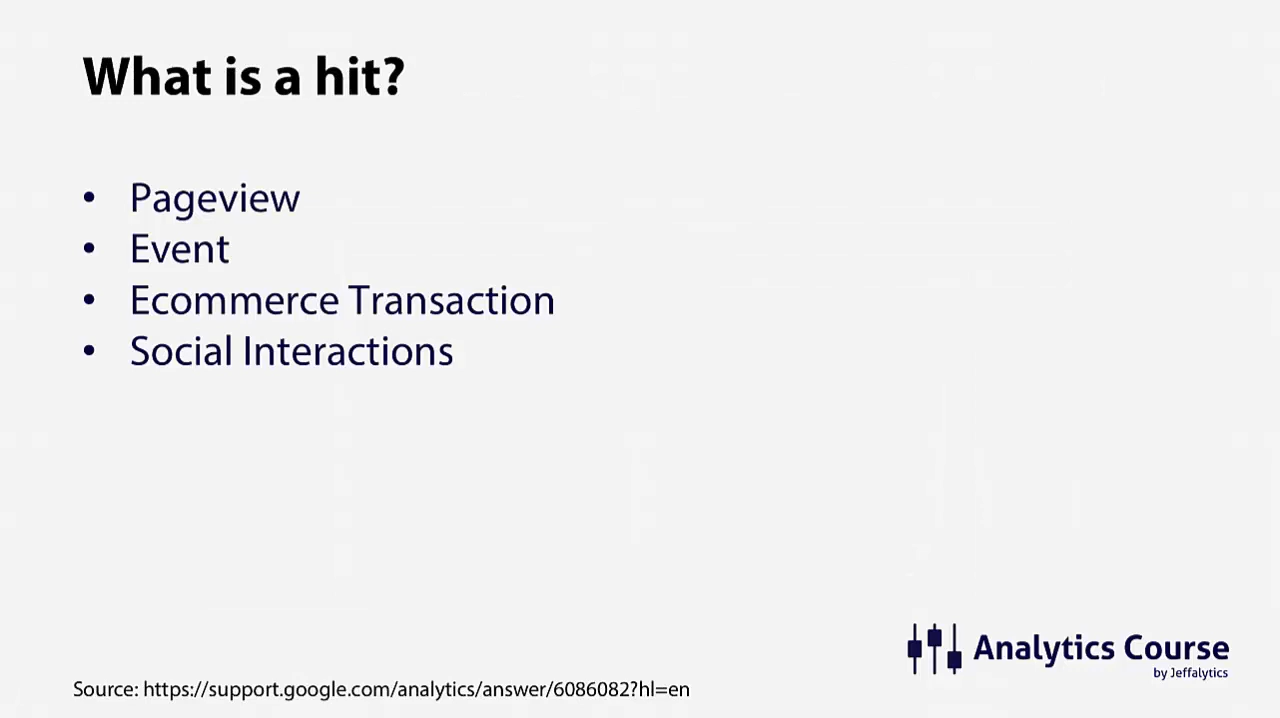 What is a hit?
• Pageview
• Event
• Ecommerce Transaction
• Social Interactions
Analytics Course
by Jeffalytics
Source: https://support.google.com/analytics/answer/6086082?hl=en